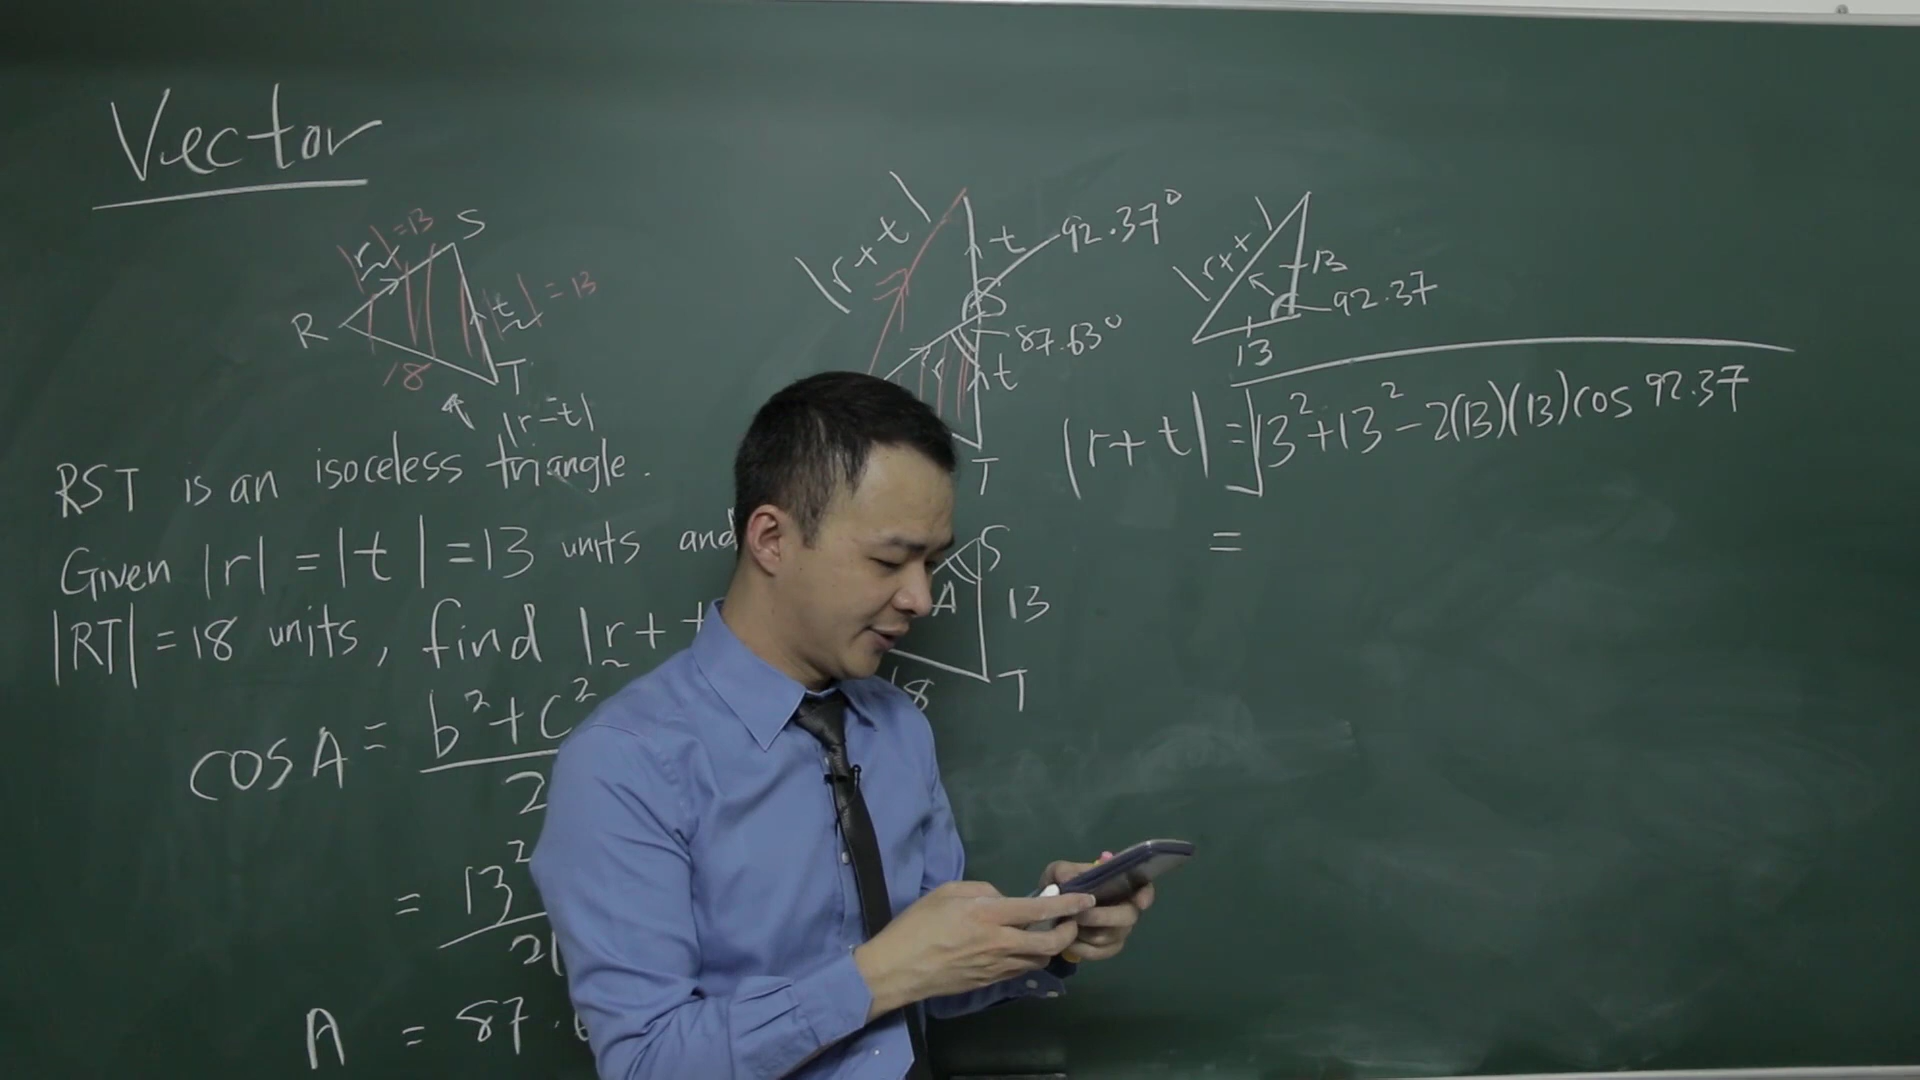 Vector
|r| = 13
S
R
|t| = 13
18
T
|r-t|
RST is an isoceless triangle.
Given |r| = |t| = 13 units and
|RT| = 18 units, find |r + t
cos A = b² + c²
2
= 13²
2(
A = 87.6
|r + t|
t
92.37°
87.63°
t
T
S
A
13
18
T
|r + t|
13
92.37
13
|r + t| = √13² + 13² - 2(13)(13) cos 92.37
=